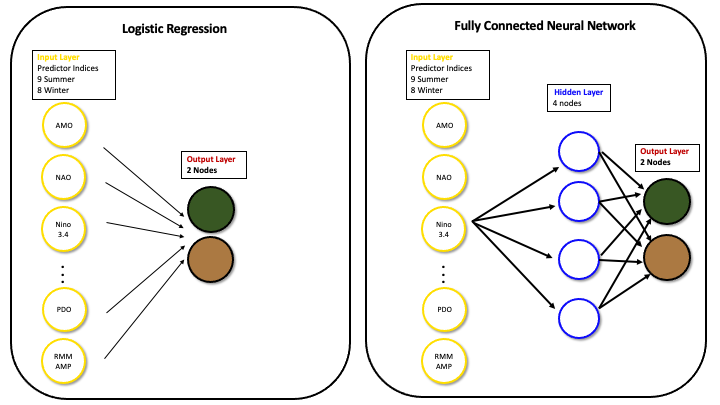 Logistic Regression
Input Layer
Predictor Indices
9 Summer
8 Winter
AMO
NAO
Nino
3.4
PDO
RMM
AMP
Output Layer
2 Nodes
Fully Connected Neural Network
Input Layer
Predictor Indices
9 Summer
8 Winter
AMO
NAO
Nino
3.4
PDO
RMM
AMP
Hidden Layer
4 nodes
Output Layer
2 Nodes